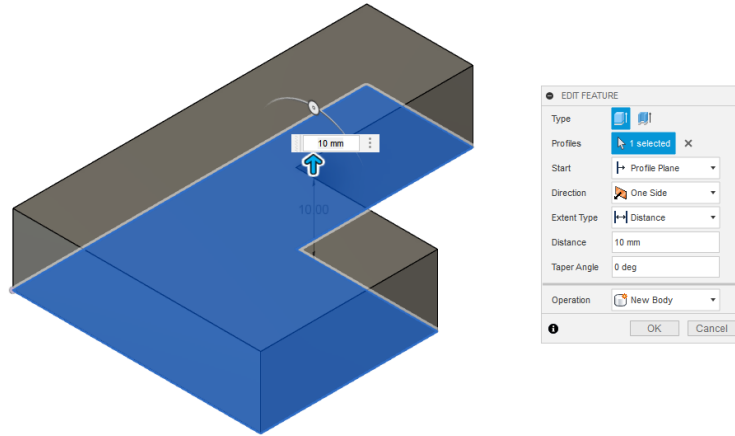 10 mm
10.00
EDIT FEATURE
Type
Profiles 1 selected
Start Profile Plane
Direction One Side
Extent Type Distance
Distance 10 mm
Taper Angle 0 deg
Operation New Body
OK Cancel